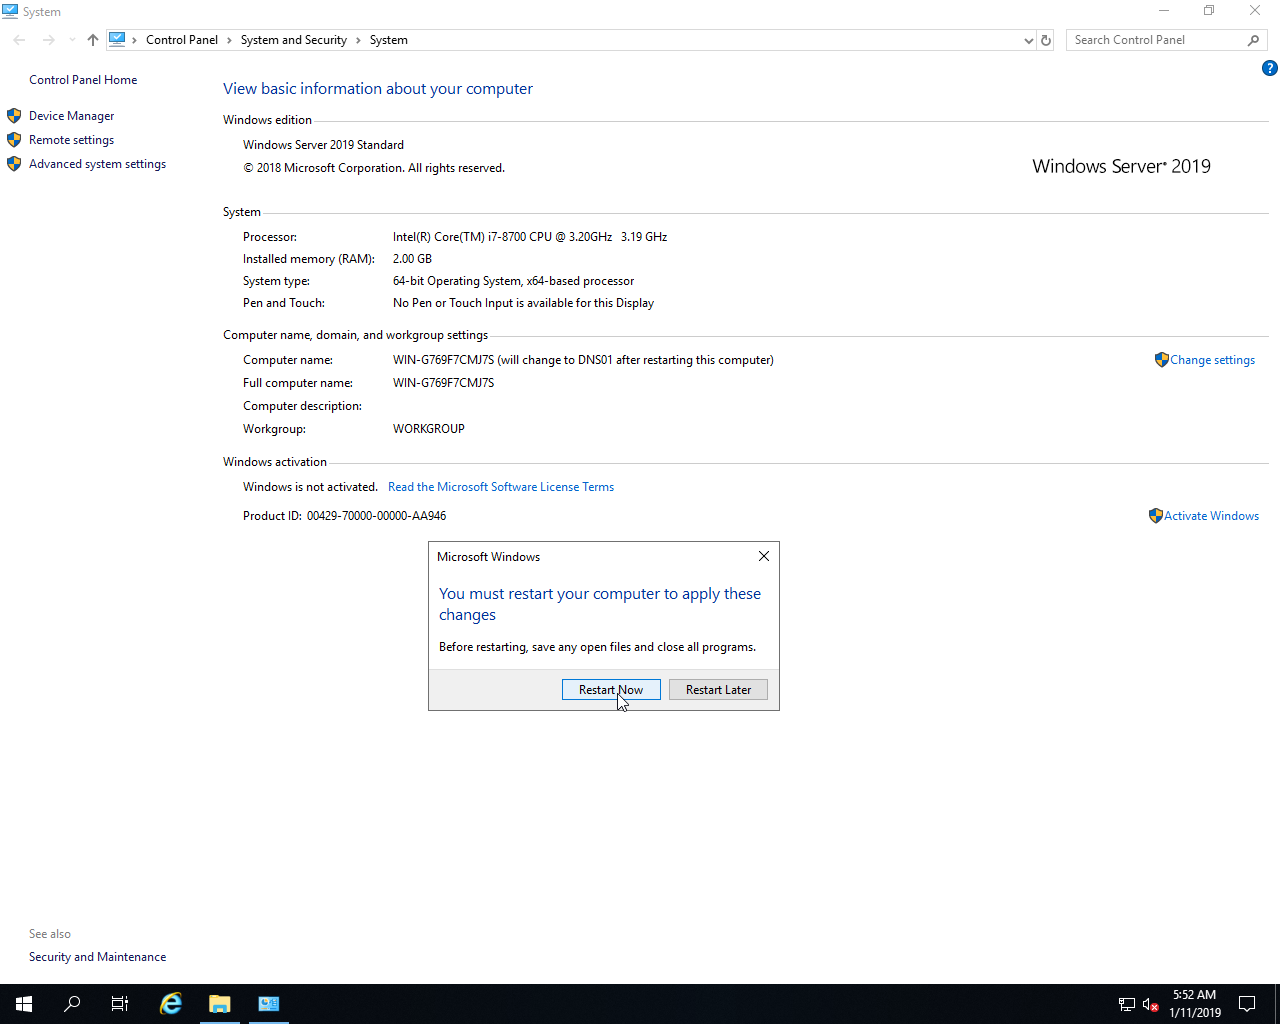 System
Control Panel
System and Security
System
Search Control Panel
Control Panel Home
Device Manager
Remote settings
Advanced system settings
View basic information about your computer
Windows edition
Windows Server 2019 Standard
© 2018 Microsoft Corporation. All rights reserved.
Windows Server® 2019
System
Processor: Intel(R) Core(TM) i7-8700 CPU @ 3.20GHz 3.19 GHz
Installed memory (RAM): 2.00 GB
System type: 64-bit Operating System, x64-based processor
Pen and Touch: No Pen or Touch Input is available for this Display
Computer name, domain, and workgroup settings
Computer name: WIN-G769F7CMJ7S (will change to DNS01 after restarting this computer)
Change settings
Full computer name: WIN-G769F7CMJ7S
Computer description:
Workgroup: WORKGROUP
Windows activation
Windows is not activated. Read the Microsoft Software License Terms
Product ID: 00429-70000-00000-AA946
Activate Windows
Microsoft Windows
You must restart your computer to apply these
changes
Before restarting, save any open files and close all programs.
Restart Now
Restart Later
See also
Security and Maintenance
5:52 AM
1/11/2019